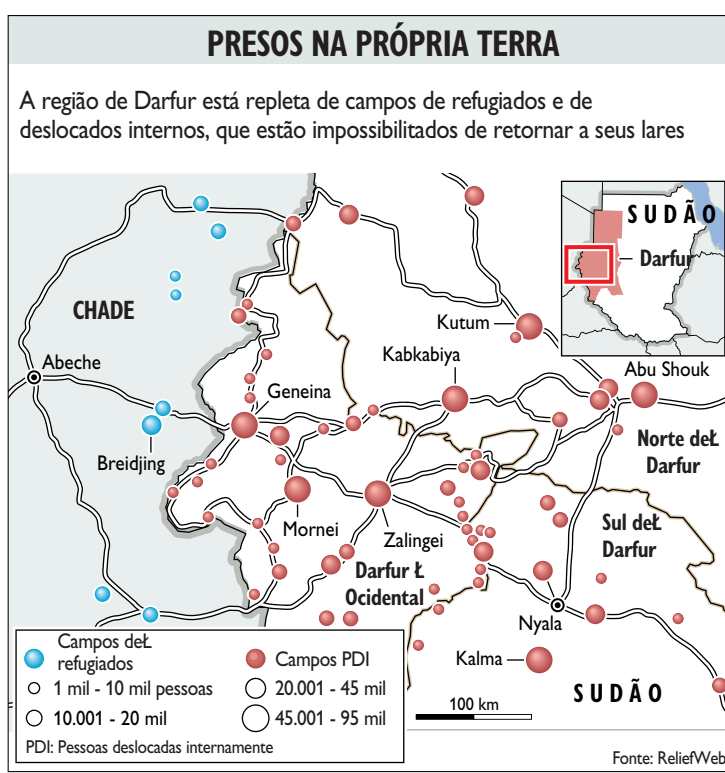 PRESOS NA PRÓPRIA TERRA
A região de Darfur está repleta de campos de refugiados e de
deslocados internos, que estão impossibilitados de retornar a seus lares
SUDÃO
Darfur
CHADE
Kutum
Kabkabiya
Abeche
Abu Shouk
Geneina
Norte deŁ
Darfur
Breidjing
Mornei
Zalingei
Sul deŁ
Darfur
Darfur Ł
Ocidental
Nyala
Kalma
SUDÃO
Campos deŁ
refugiados
Campos PDI
1 mil - 10 mil pessoas
20.001 - 45 mil
10.001 - 20 mil
45.001 - 95 mil
PDI: Pessoas deslocadas internamente
100 km
Fonte: ReliefWeb